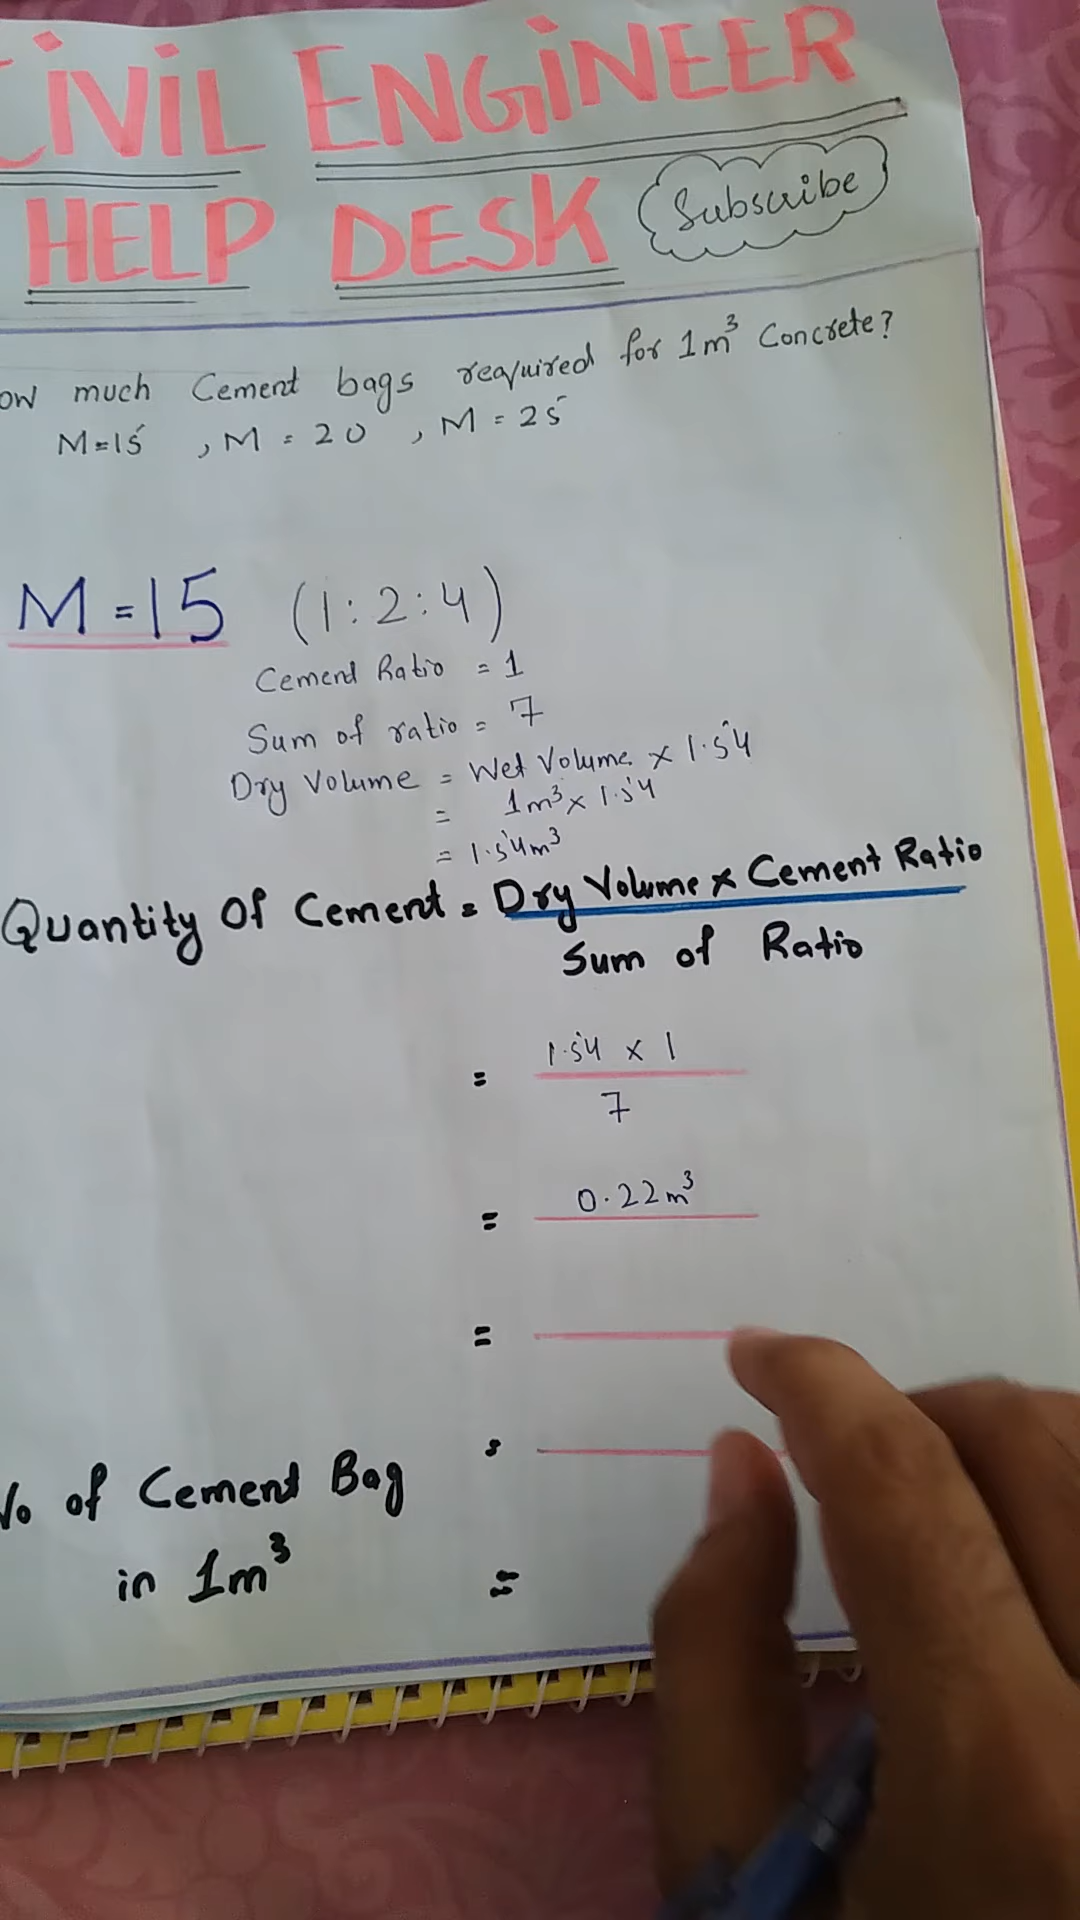 CIVIL ENGINEER
HELP DESK
Subscribe
much Cement bags required for 1m³ Concrete?
M=15 , M = 20 , M = 25
M=15 (1:2:4)
Cement Ratio = 1
Sum of ratio = 7
Dry Volume = Wet Volume × 1.54
= 1m³ × 1.54
= 1.54m³
Quantity Of Cement = Dry Volume × Cement Ratio
Sum of Ratio
= 1.54 × 1
7
= 0.22m³
=
=
of Cement Bag
in 1m³ =